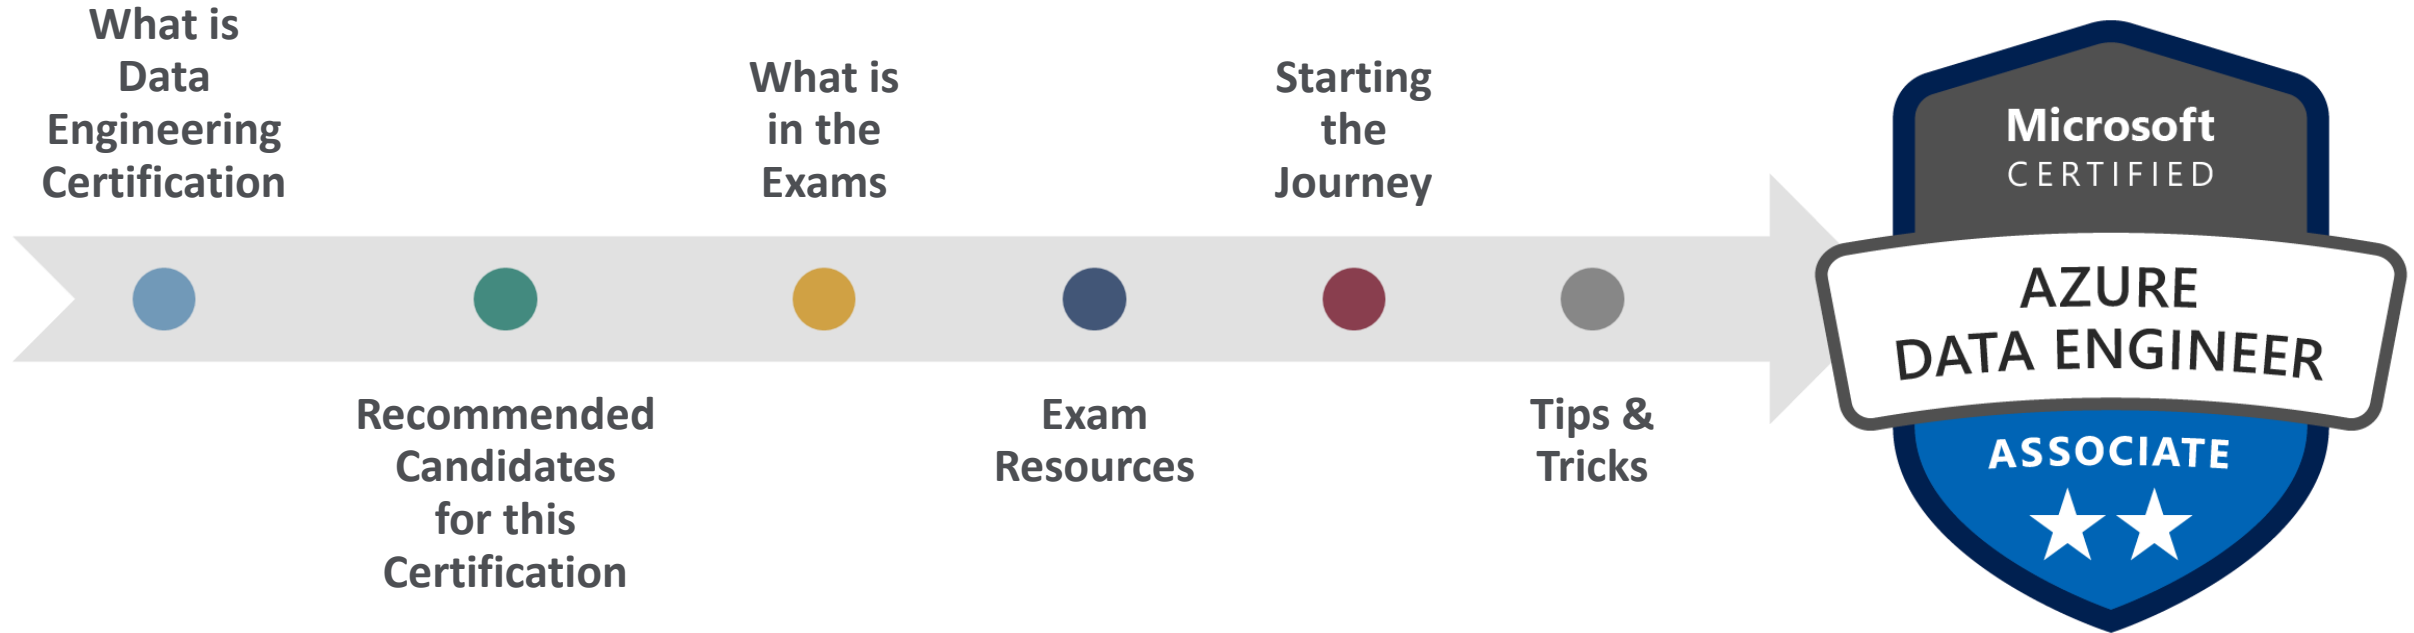 What is
Data
Engineering
Certification
Recommended
Candidates
for this
Certification
What is
in the
Exams
Exam
Resources
Starting
the
Journey
Tips &
Tricks
Microsoft
CERTIFIED
AZURE
DATA ENGINEER
ASSOCIATE